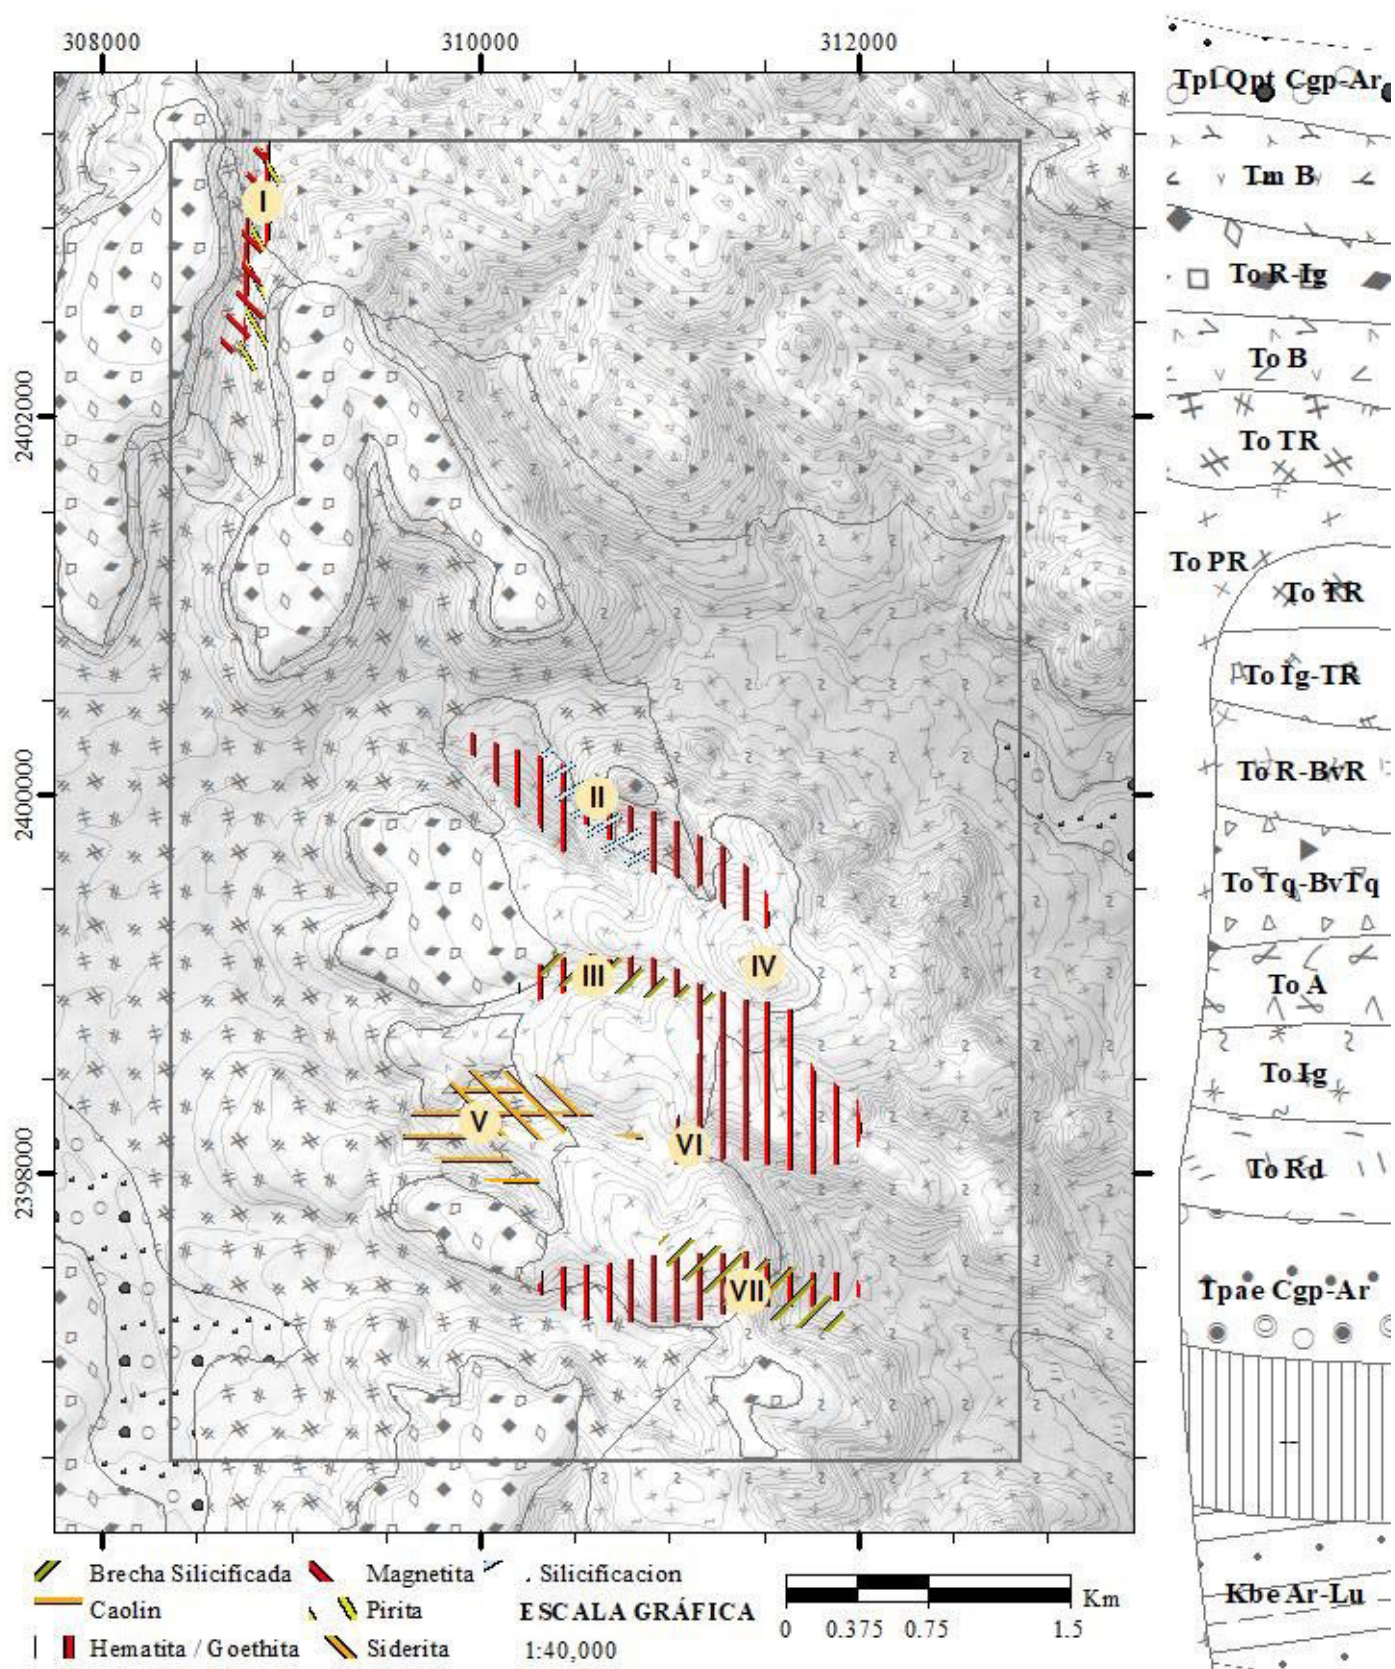 308000 310000 312000
2402000
2400000
2398000
I
II
III
IV
V
VI
VII
Tpl Qpt Cgp-Ar
Tm B
To R-Ig
To B
To TR
To PR
To TR
To Ig-TR
To R-BvR
To Tq-BvTq
To A
To Ig
To Rd
Tpae Cgp-Ar
Kbe Ar-Lu
Brecha Silicificada
Caolin
Hematita / Goethita
Magnetita
Pirita
Siderita
. Silicificacion
ESCALA GRÁFICA
1:40,000
Km
0 0.375 0.75 1.5